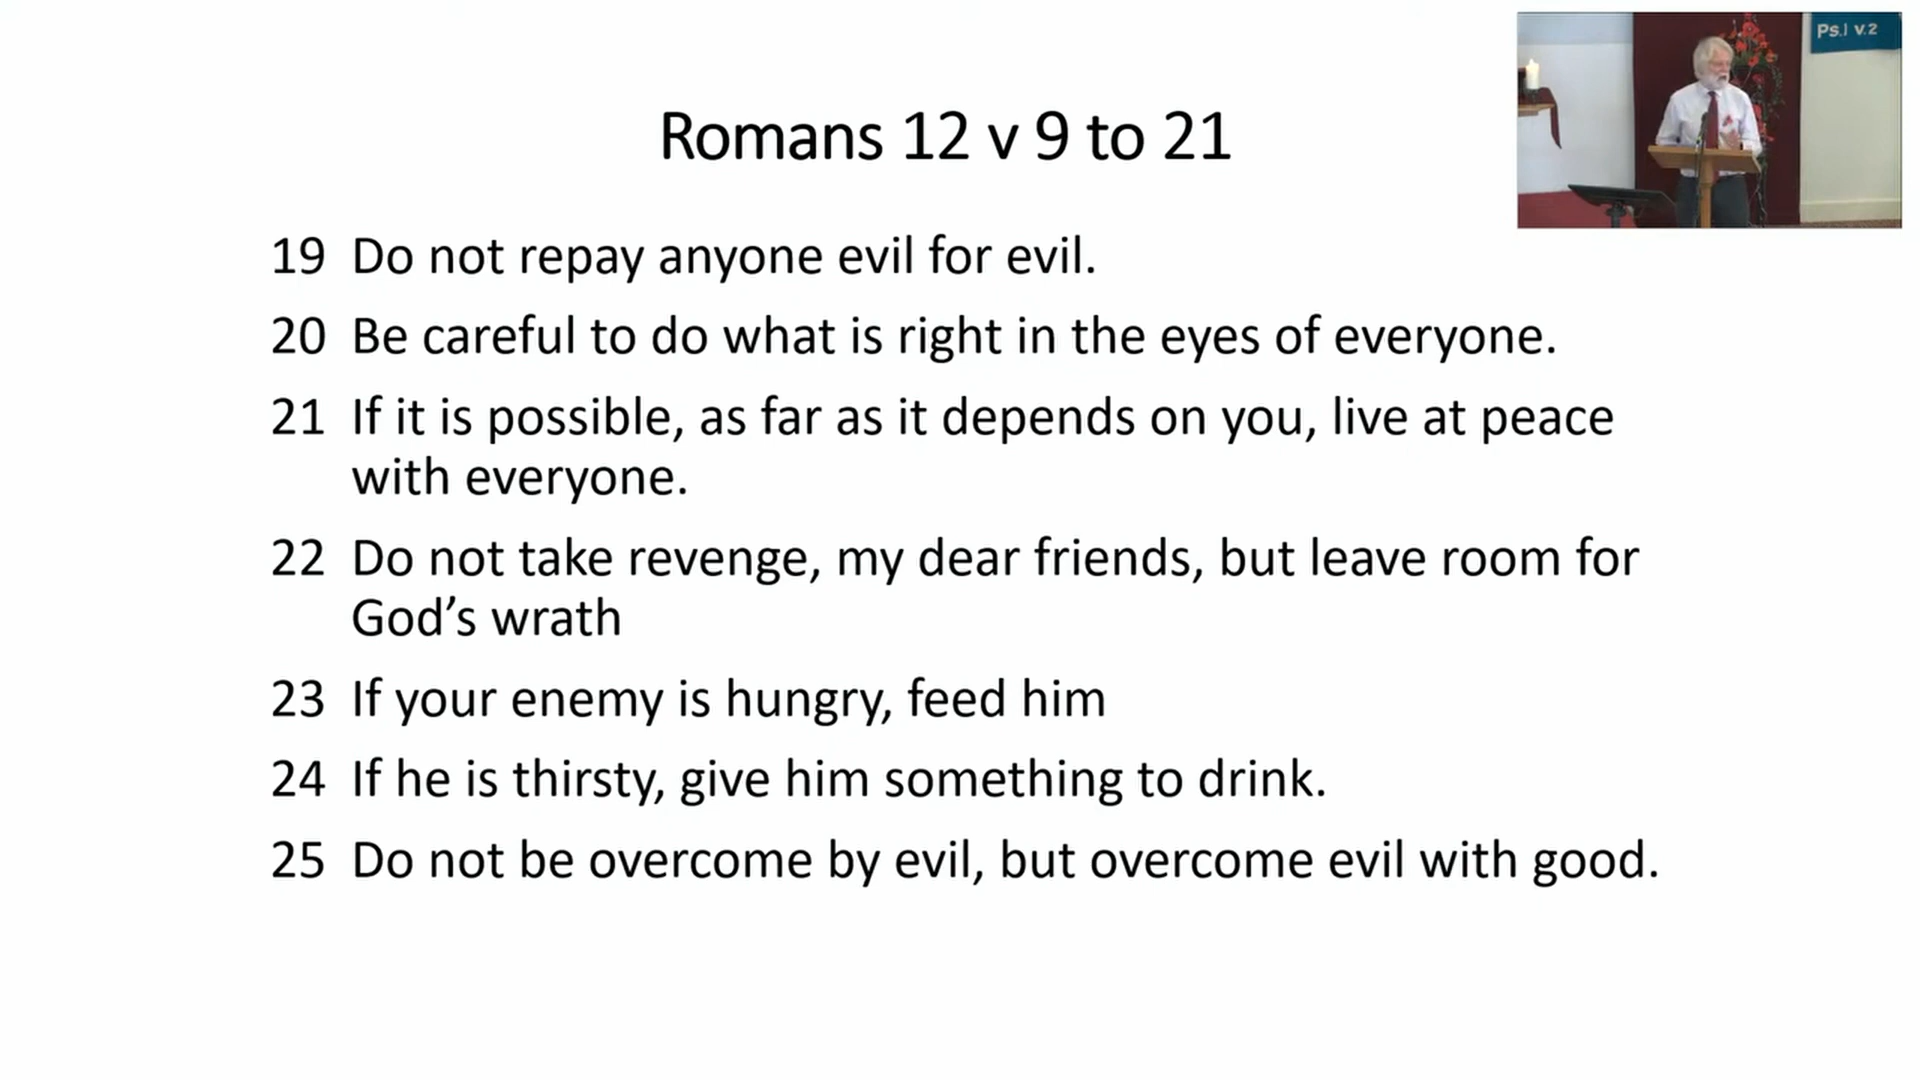 Romans 12 v 9 to 21
Ps.1 v.2
19 Do not repay anyone evil for evil.
20 Be careful to do what is right in the eyes of everyone.
21 If it is possible, as far as it depends on you, live at peace
with everyone.
22 Do not take revenge, my dear friends, but leave room for
God’s wrath
23 If your enemy is hungry, feed him
24 If he is thirsty, give him something to drink.
25 Do not be overcome by evil, but overcome evil with good.